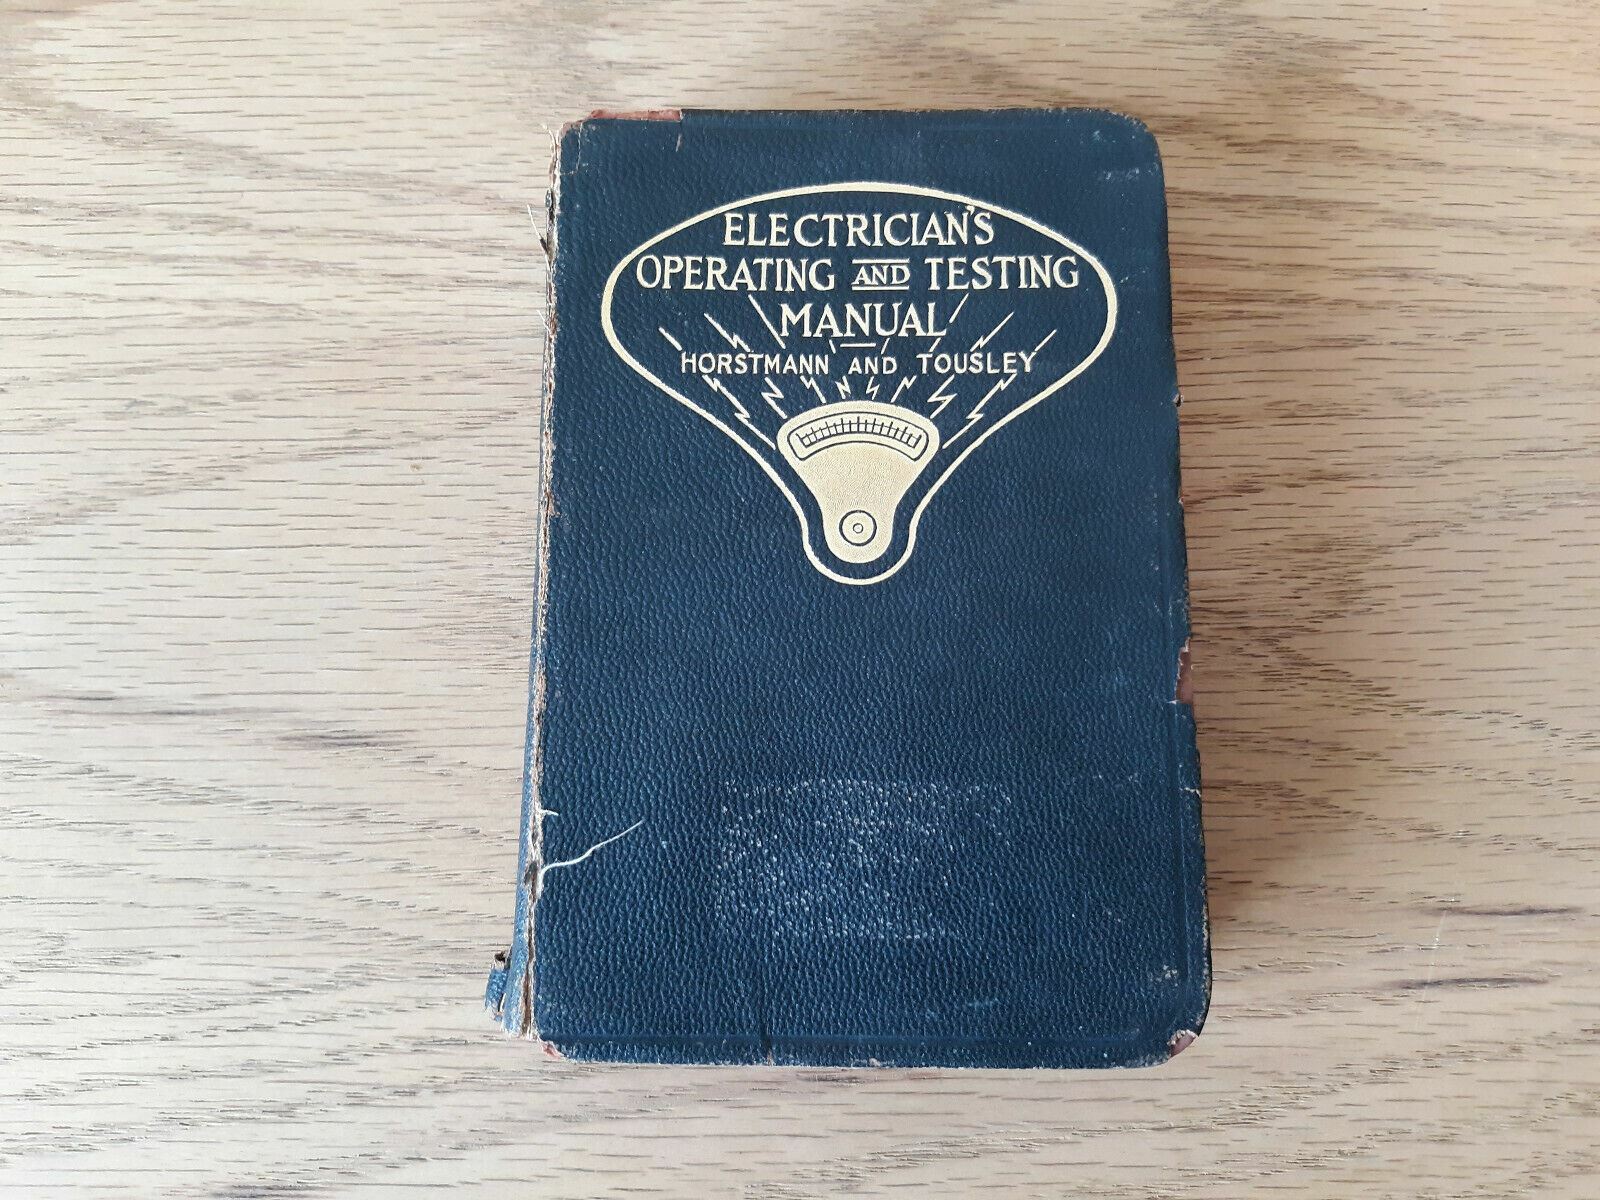 ELECTRICIAN'S
OPERATING AND TESTING
MANUAL
HORSTMANN AND TOUSLEY